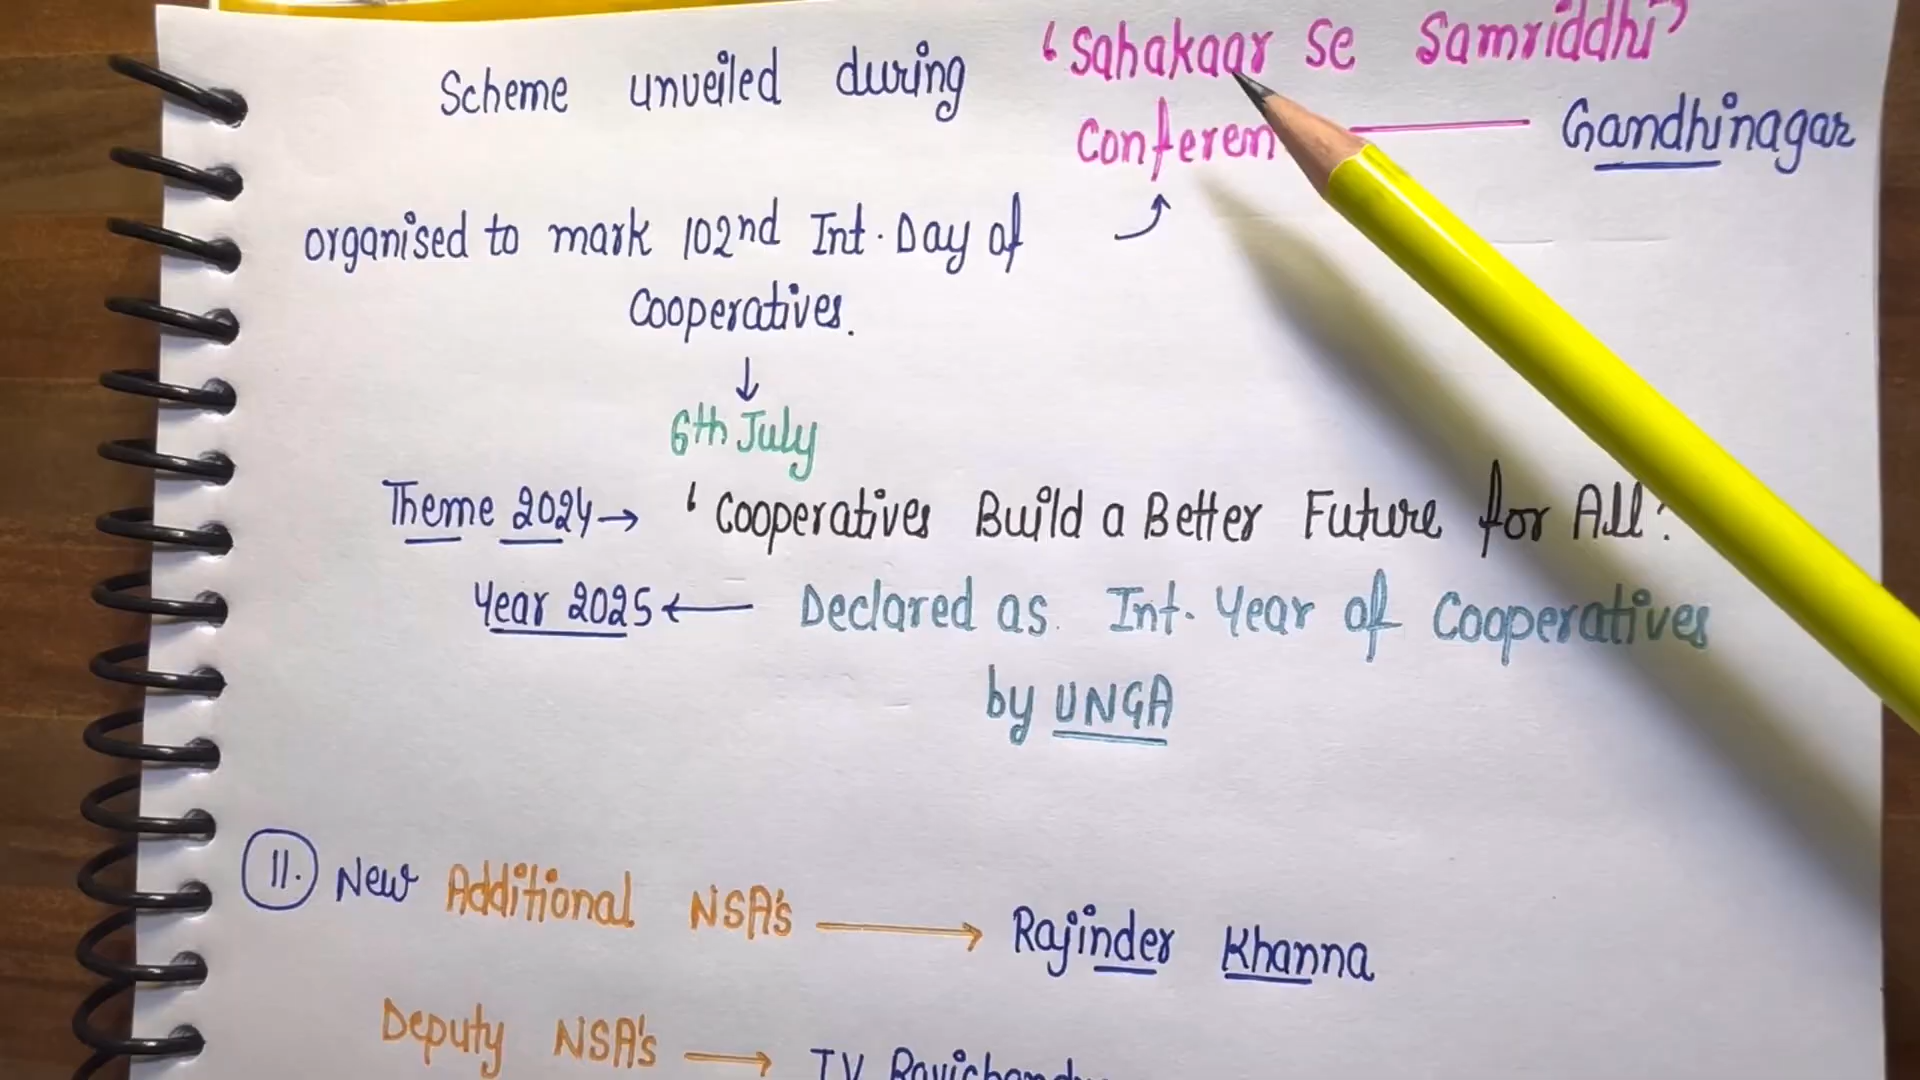 Scheme unveiled during 'Sahakaar Se Samriddhi'
Conferen — Gandhinagar
organised to mark 102nd Int. Day of
Cooperatives.
↓
6th July
Theme 2024 → 'Cooperatives Build a Better Future for All'.
Year 2025 ← Declared as Int. Year of Cooperatives
by UNGA
11. New Additional NSA's → Rajinder Khanna
Deputy NSA's → TV